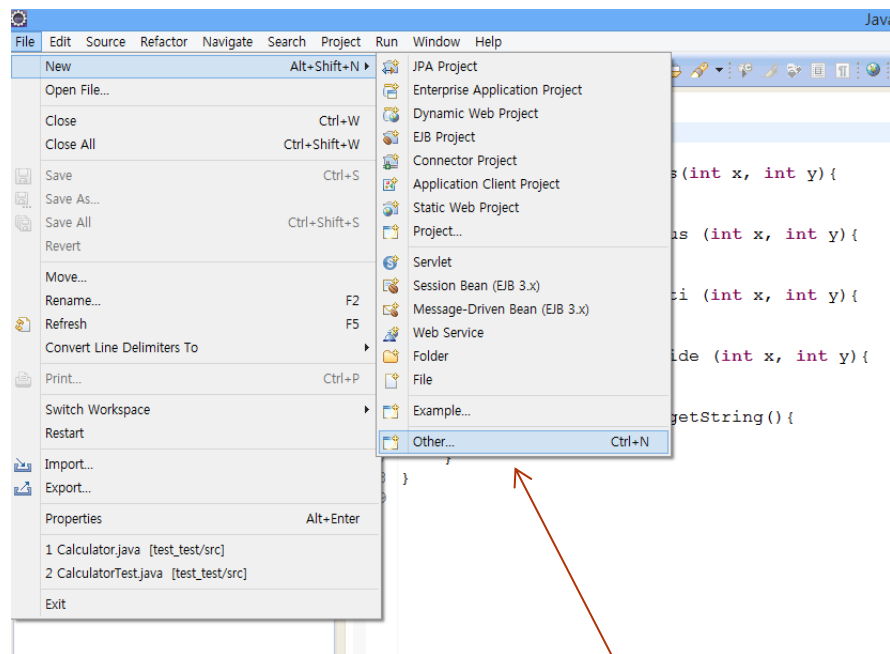 Java
File Edit Source Refactor Navigate Search Project Run Window Help
New Alt+Shift+N
Open File...
Close Ctrl+W
Close All Ctrl+Shift+W
Save Ctrl+S
Save As...
Save All Ctrl+Shift+S
Revert
Move...
Rename... F2
Refresh F5
Convert Line Delimiters To
Print... Ctrl+P
Switch Workspace
Restart
Import...
Export...
Properties Alt+Enter
1 Calculator.java [test_test/src]
2 CalculatorTest.java [test_test/src]
Exit
JPA Project
Enterprise Application Project
Dynamic Web Project
EJB Project
Connector Project
Application Client Project
Static Web Project
Project...
Servlet
Session Bean (EJB 3.x)
Message-Driven Bean (EJB 3.x)
Web Service
Folder
File
Example...
Other... Ctrl+N
(int x, int y){
(int x, int y){
(int x, int y){
(int x, int y){
getString(){
}
}